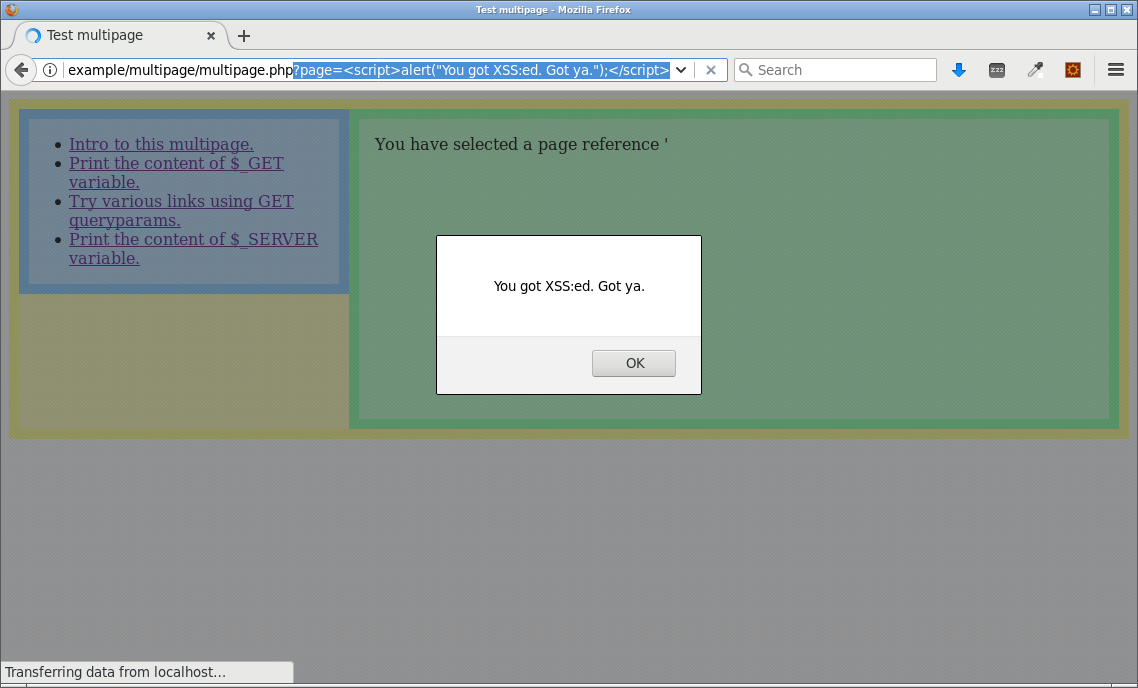 Test multipage - Mozilla Firefox
Test multipage
example/multipage/multipage.php?page=<script>alert("You got XSS:ed. Got ya.");</script>
Search
zzz
Intro to this multipage.
Print the content of $_GET
variable.
Try various links using GET
queryparams.
Print the content of $_SERVER
variable.
You have selected a page reference '
You got XSS:ed. Got ya.
OK
Transferring data from localhost…